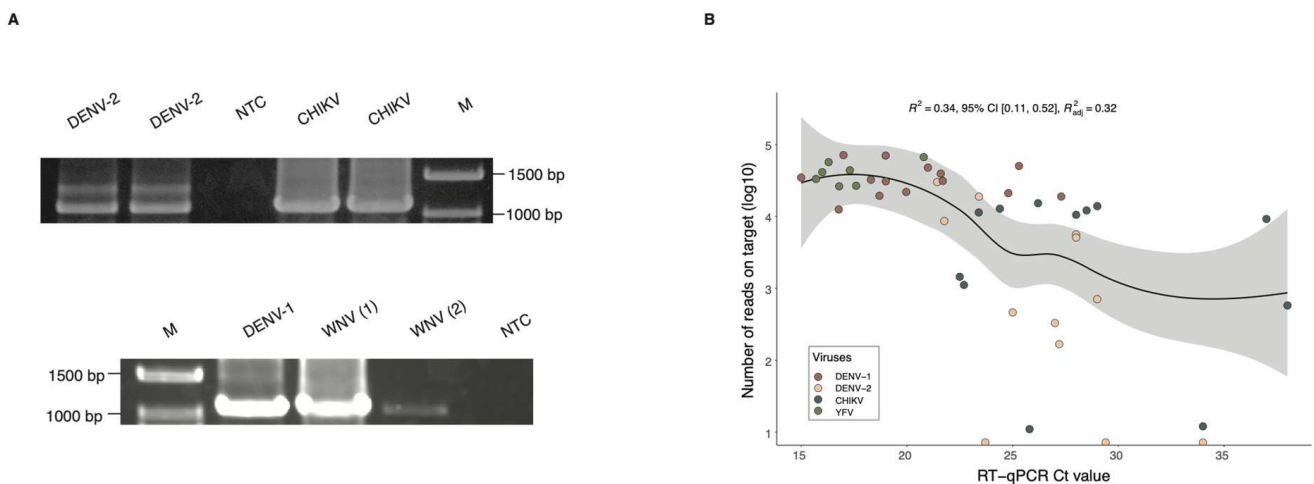 A
DENV-2 DENV-2 NTC CHIKV CHIKV M
1500 bp
1000 bp
M DENV-1 WNV (1) WNV (2) NTC
1500 bp
1000 bp
B
R² = 0.34, 95% CI [0.11, 0.52], R²adj = 0.32
Number of reads on target (log10)
5
4
3
2
1
Viruses
DENV−1
DENV−2
CHIKV
YFV
15 20 25 30 35
RT−qPCR Ct value